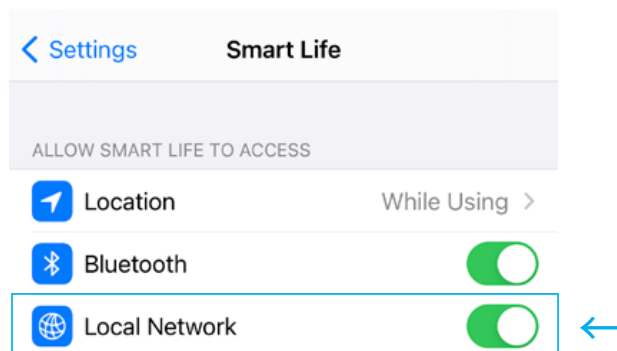 Settings Smart Life
ALLOW SMART LIFE TO ACCESS
Location While Using
Bluetooth
Local Network